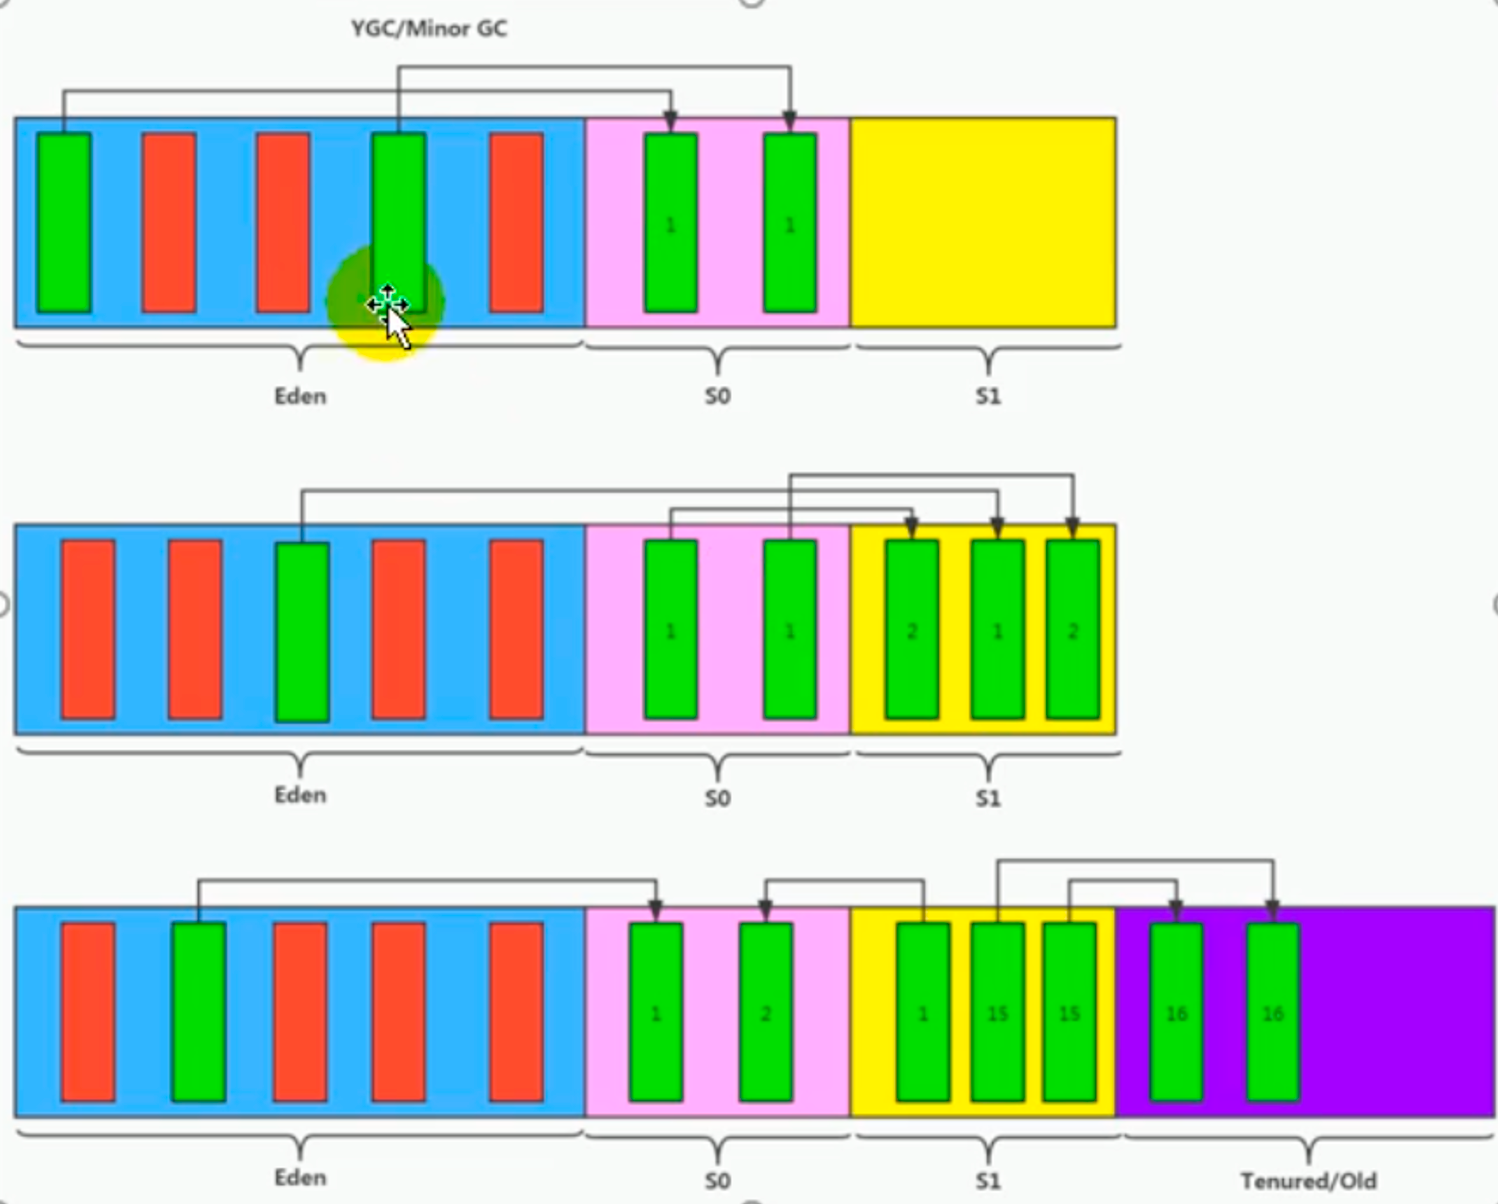 YGC/Minor GC
1 1
Eden S0 S1
1 1 2 1 2
Eden S0 S1
1 2 1 15 15 16 16
Eden S0 S1 Tenured/Old